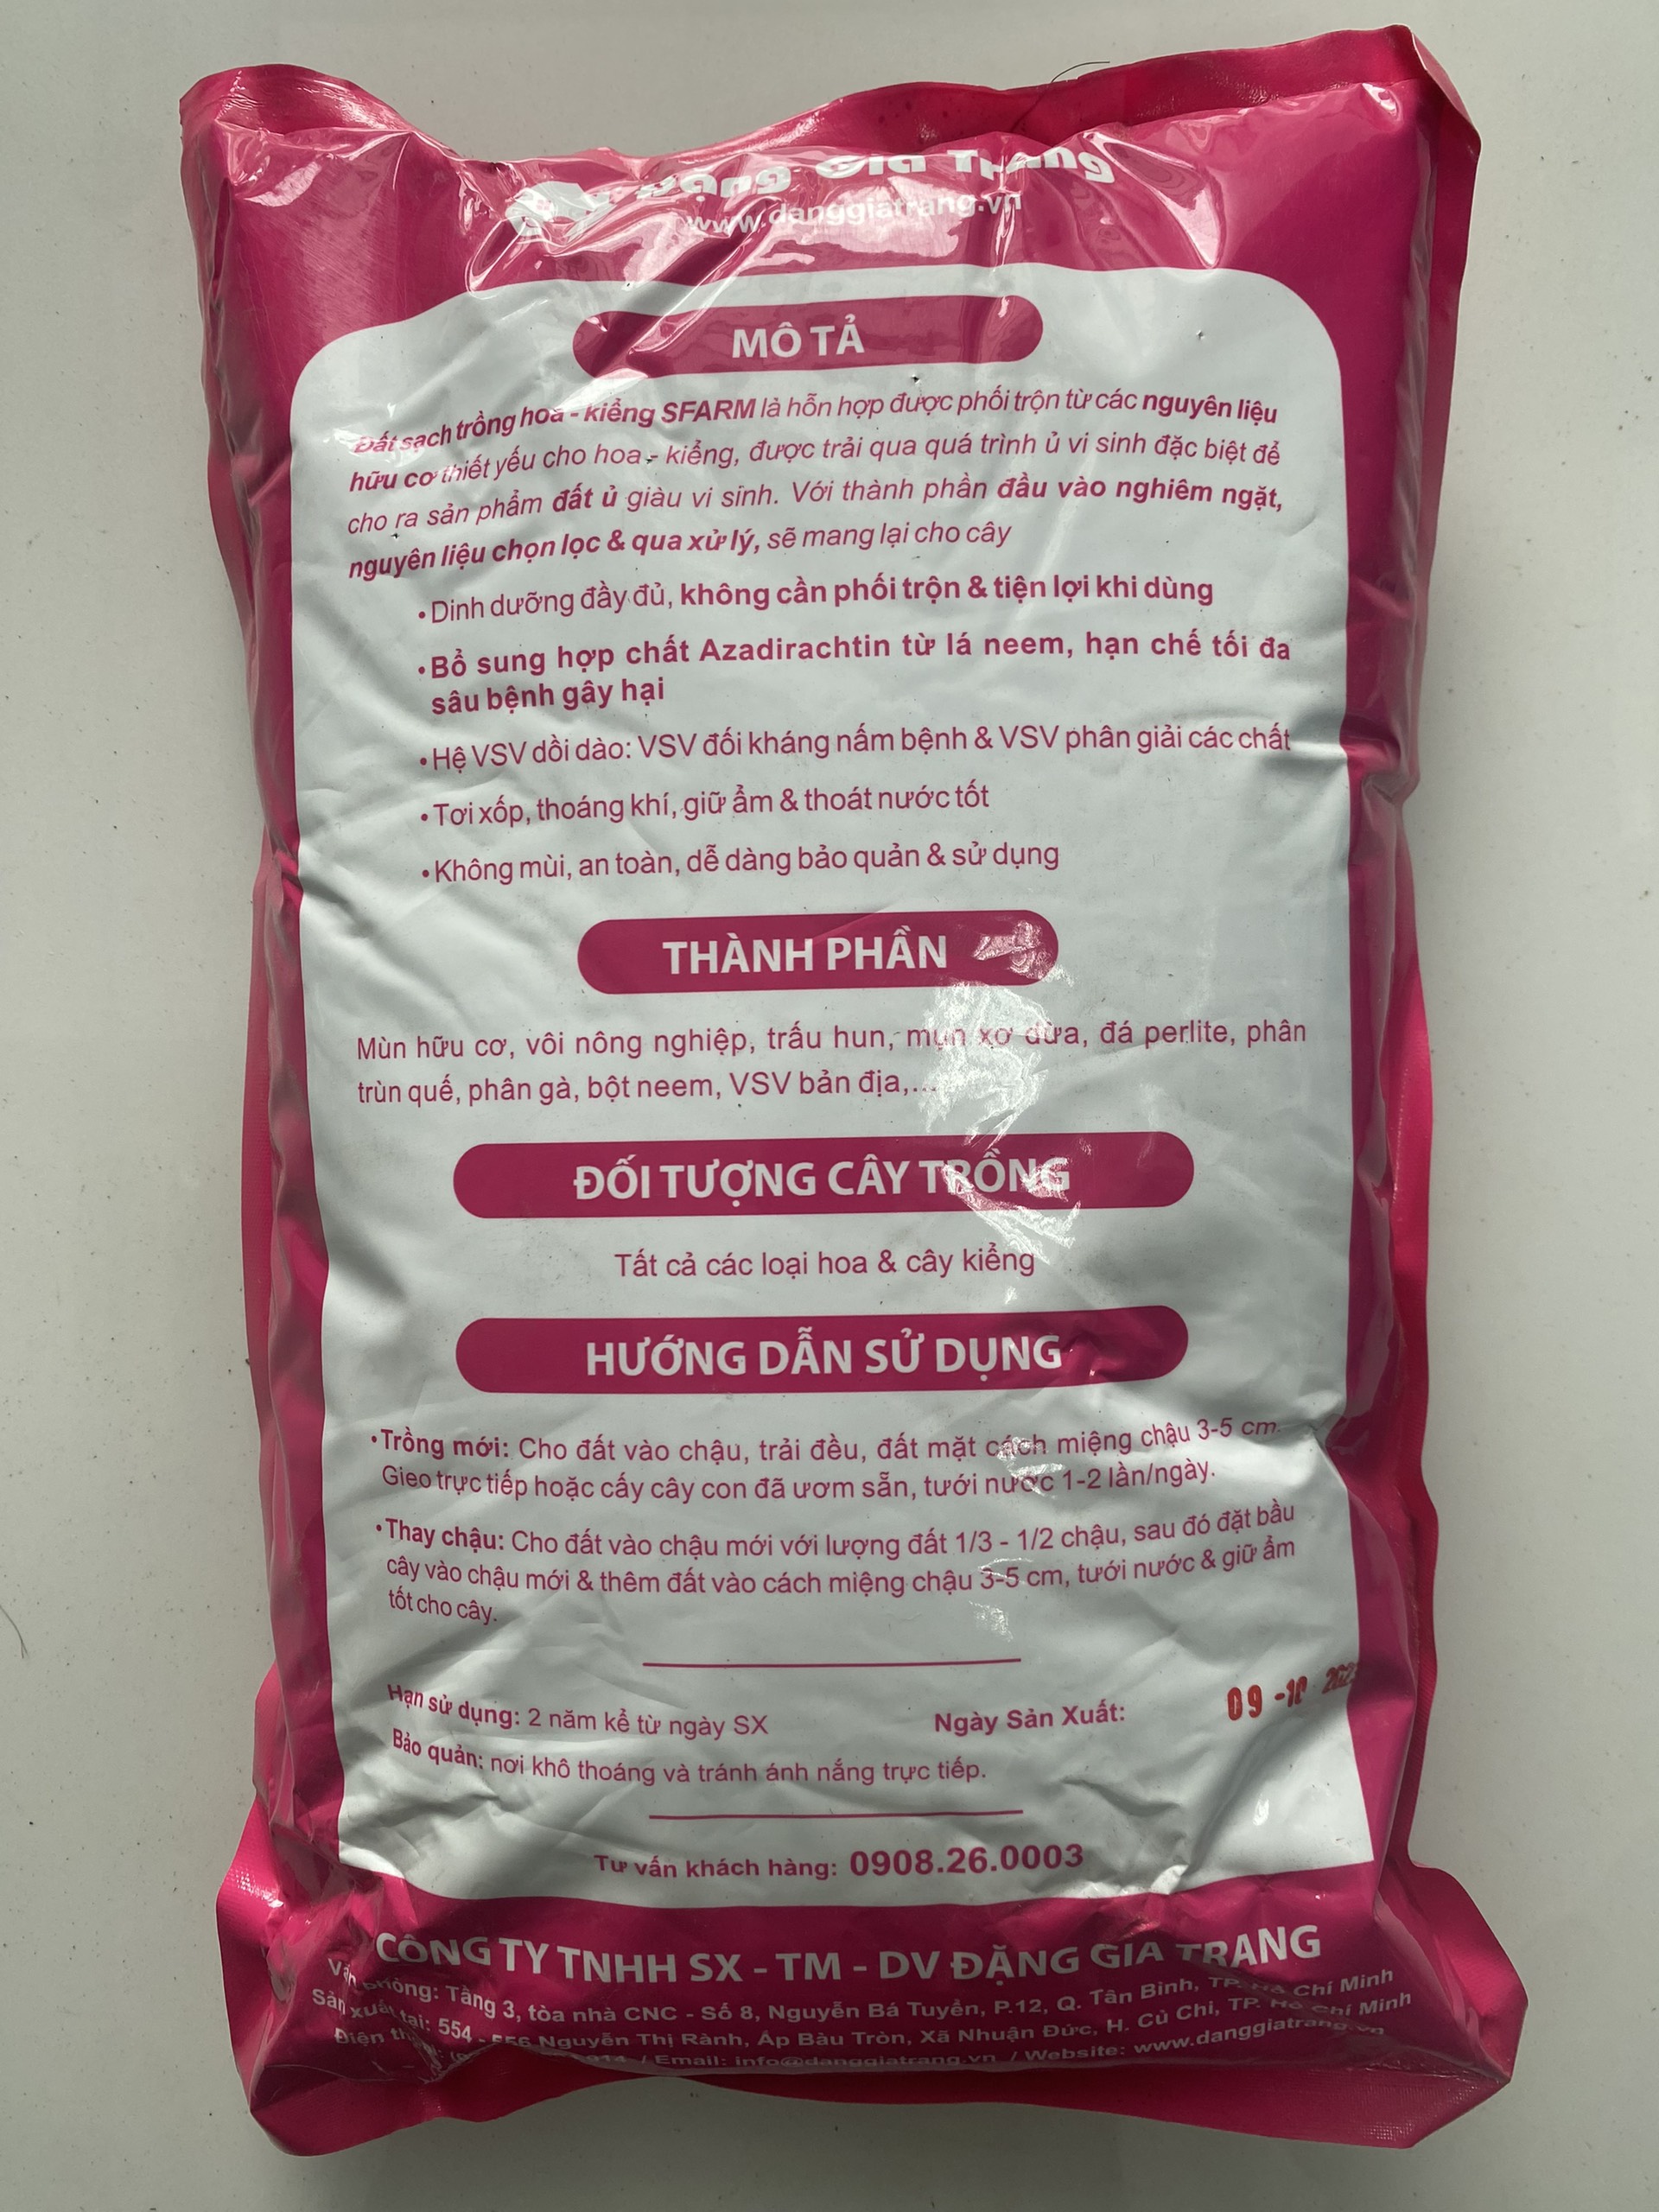 Đặng Gia Trang
www.danggiatrang.vn
MÔ TẢ
Đất sạch trồng hoa - kiểng SFARM là hỗn hợp được phối trộn từ các nguyên liệu
hữu cơ thiết yếu cho hoa - kiểng, được trải qua quá trình ủ vi sinh đặc biệt để
cho ra sản phẩm đất ủ giàu vi sinh. Với thành phần đầu vào nghiêm ngặt,
nguyên liệu chọn lọc & qua xử lý, sẽ mang lại cho cây
•Dinh dưỡng đầy đủ, không cần phối trộn & tiện lợi khi dùng
•Bổ sung hợp chất Azadirachtin từ lá neem, hạn chế tối đa
sâu bệnh gây hại
•Hệ VSV dồi dào: VSV đối kháng nấm bệnh & VSV phân giải các chất
•Tơi xốp, thoáng khí, giữ ẩm & thoát nước tốt
•Không mùi, an toàn, dễ dàng bảo quản & sử dụng
THÀNH PHẦN
Mùn hữu cơ, vôi nông nghiệp, trấu hun, mụn xơ dừa, đá perlite, phân
trùn quế, phân gà, bột neem, VSV bản địa,...
ĐỐI TƯỢNG CÂY TRỒNG
Tất cả các loại hoa & cây kiểng
HƯỚNG DẪN SỬ DỤNG
•Trồng mới: Cho đất vào chậu, trải đều, đất mặt cách miệng chậu 3-5 cm.
Gieo trực tiếp hoặc cấy cây con đã ươm sẵn, tưới nước 1-2 lần/ngày.
•Thay chậu: Cho đất vào chậu mới với lượng đất 1/3 - 1/2 chậu, sau đó đặt bầu
cây vào chậu mới & thêm đất vào cách miệng chậu 3-5 cm, tưới nước & giữ ẩm
tốt cho cây.
Hạn sử dụng: 2 năm kể từ ngày SX
Ngày Sản Xuất: 09 -10
Bảo quản: nơi khô thoáng và tránh ánh nắng trực tiếp.
Tư vấn khách hàng: 0908.26.0003
CÔNG TY TNHH SX - TM - DV ĐẶNG GIA TRANG
Văn phòng: Tầng 3, tòa nhà CNC - Số 8, Nguyễn Bá Tuyển, P.12, Q. Tân Bình, TP. Hồ Chí Minh
Sản xuất tại: 554 - 556 Nguyễn Thị Rành, Ấp Bàu Tròn, Xã Nhuận Đức, H. Củ Chi, TP. Hồ Chí Minh
Điện / Email: info@danggiatrang.vn / Website: www.danggiatrang.vn